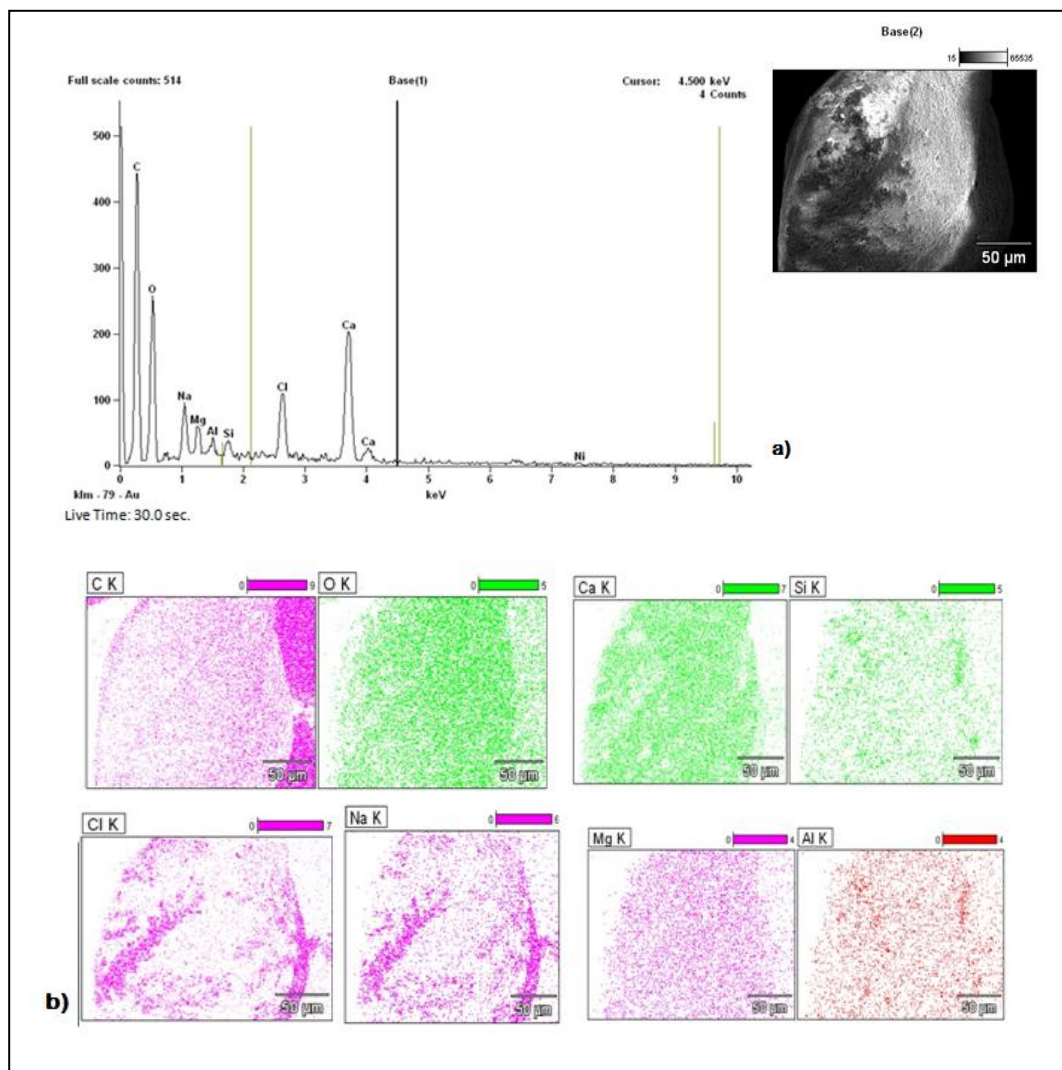 Base(2)
15 65535
50 µm
Full scale counts: 514 Base(1) Cursor: 4.500 keV
4 Counts
500
400
300
200
100
0
C
O
Na
Mg
Al
Si
Cl
Ca
Ca
Ni
0 1 2 3 4 5 6 7 8 9 10
klm - 79 - Au keV
Live Time: 30.0 sec.
a)
C K 0 9
50 µm
O K 0 5
50 µm
Ca K 0 7
50 µm
Si K 0 5
50 µm
Cl K 0 7
50 µm
Na K 0 6
50 µm
Mg K 0 4
50 µm
Al K 0 4
50 µm
b)